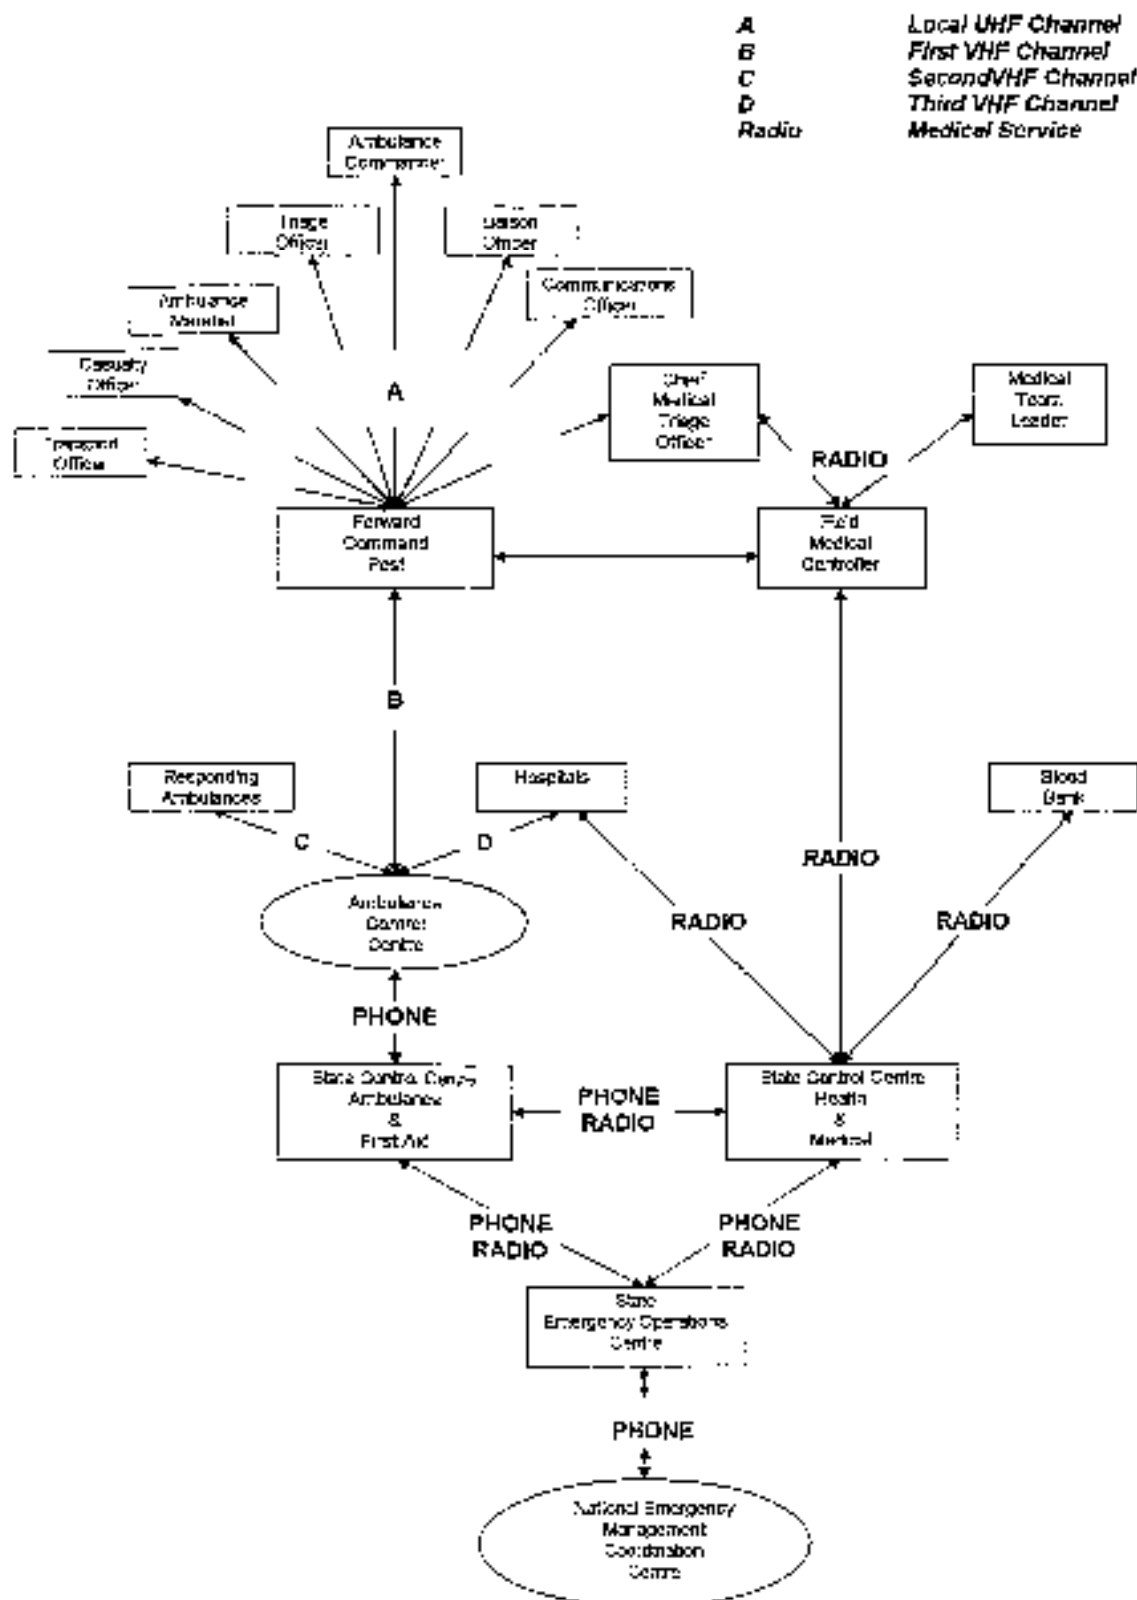 A Local UHF Channel
B First VHF Channel
C SecondVHF Channel
D Third VHF Channel
Radio Medical Service
Ambulance
Commander
Triage
Officer
Liaison
Officer
Communications
Officer
Ambulance
Marshal
Casualty
Officer
Transport
Officer
A
Chief
Medical
Triage
Officer
Medical
Team
Leader
RADIO
Forward
Command
Post
Field
Medical
Controller
B
Responding
Ambulances
Hospitals
Blood
Bank
C
D
RADIO
Ambulance
Control
Centre
RADIO
RADIO
PHONE
State Control Centre
Ambulance
&
First Aid
PHONE
RADIO
State Control Centre
Health
&
Medical
PHONE
RADIO
PHONE
RADIO
State
Emergency Operations
Centre
PHONE
National Emergency
Management
Coordination
Centre